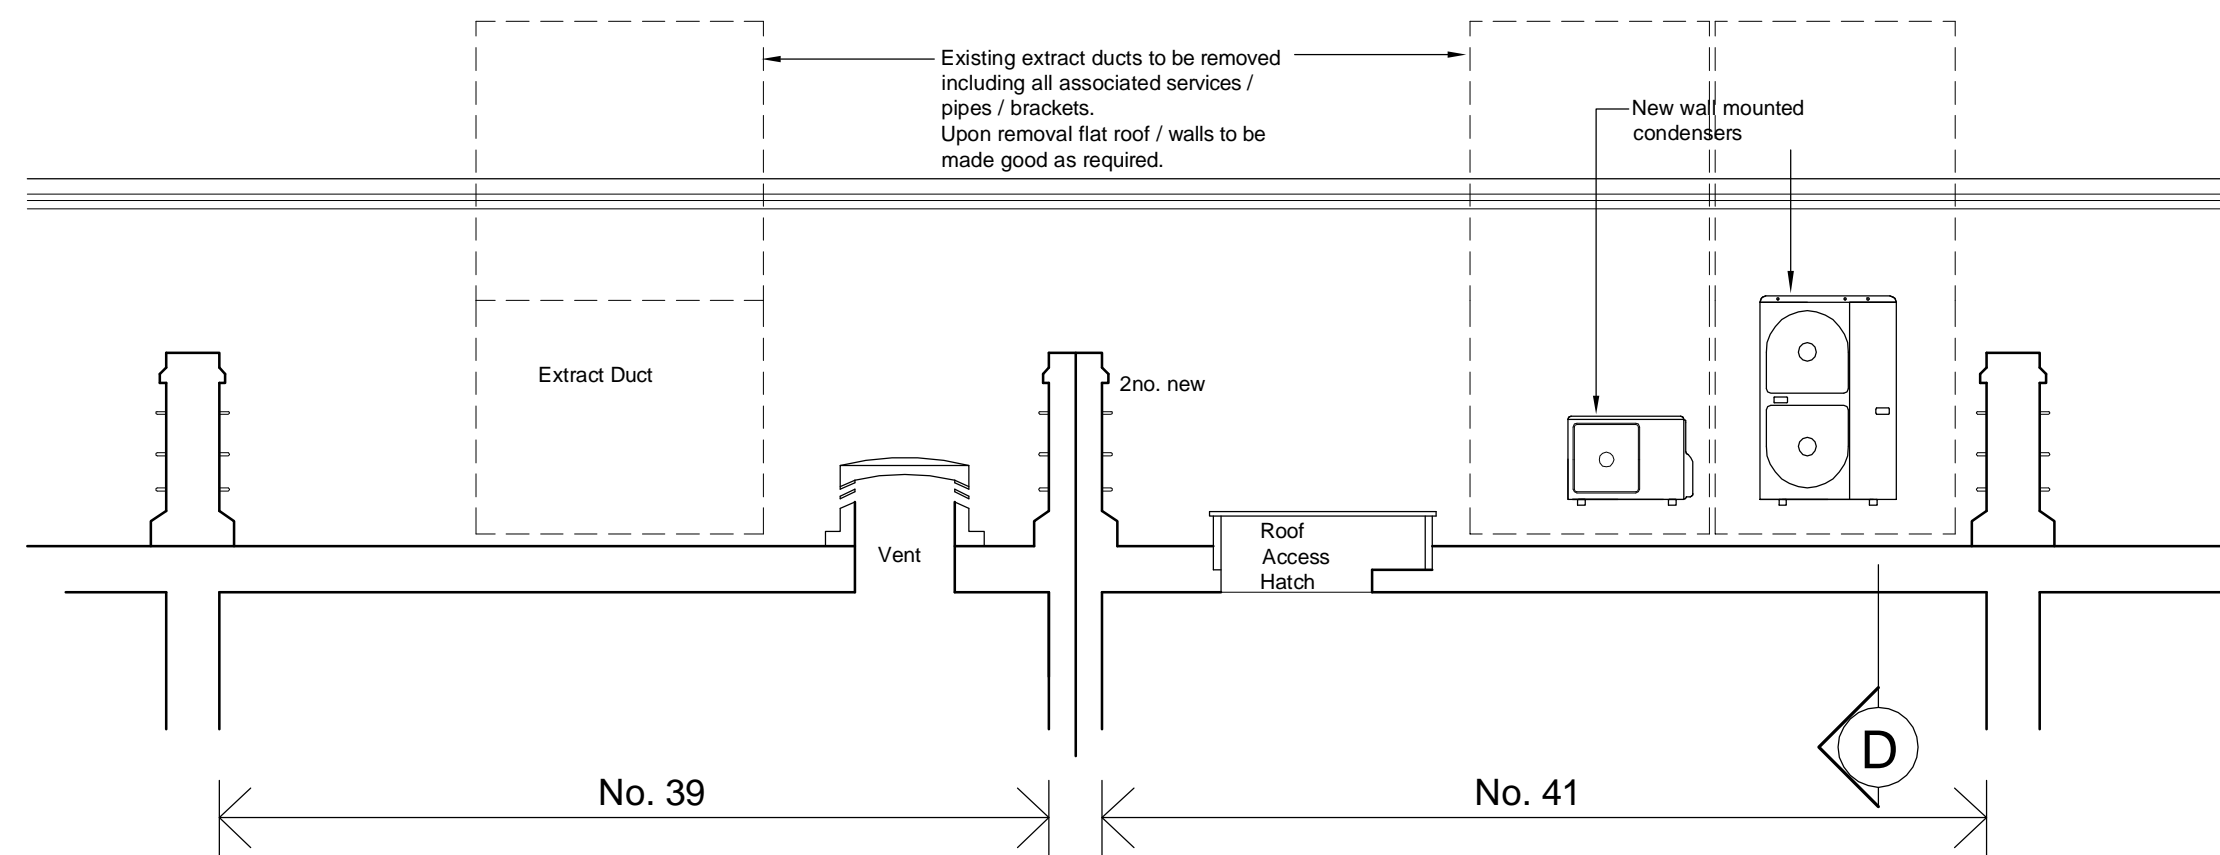 Existing extract ducts to be removed
including all associated services /
pipes / brackets.
Upon removal flat roof / walls to be
made good as required.
New wall mounted
condensers
Extract Duct
2no. new
Vent
Roof
Access
Hatch
D
No. 39
No. 41